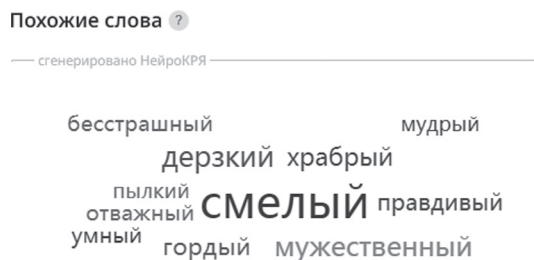 Похожие слова ?
сгенерировано НейроКРЯ
бесстрашный мудрый
дерзкий храбрый
пылкий
смелый правдивый
отважный
умный
гордый мужественный